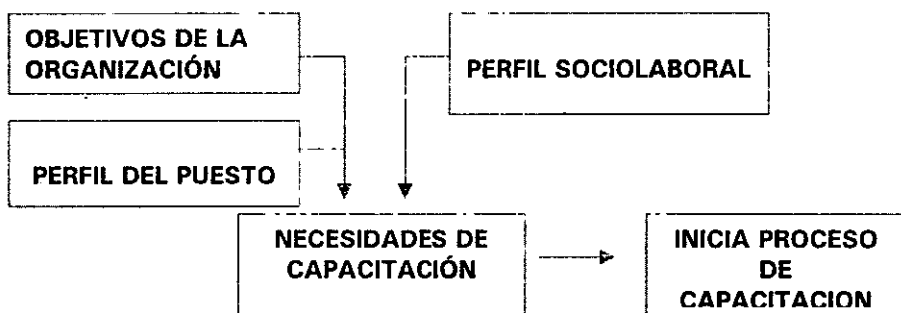 OBJETIVOS DE LA
ORGANIZACIÓN
PERFIL SOCIOLABORAL
PERFIL DEL PUESTO
NECESIDADES DE
CAPACITACIÓN
INICIA PROCESO
DE
CAPACITACION